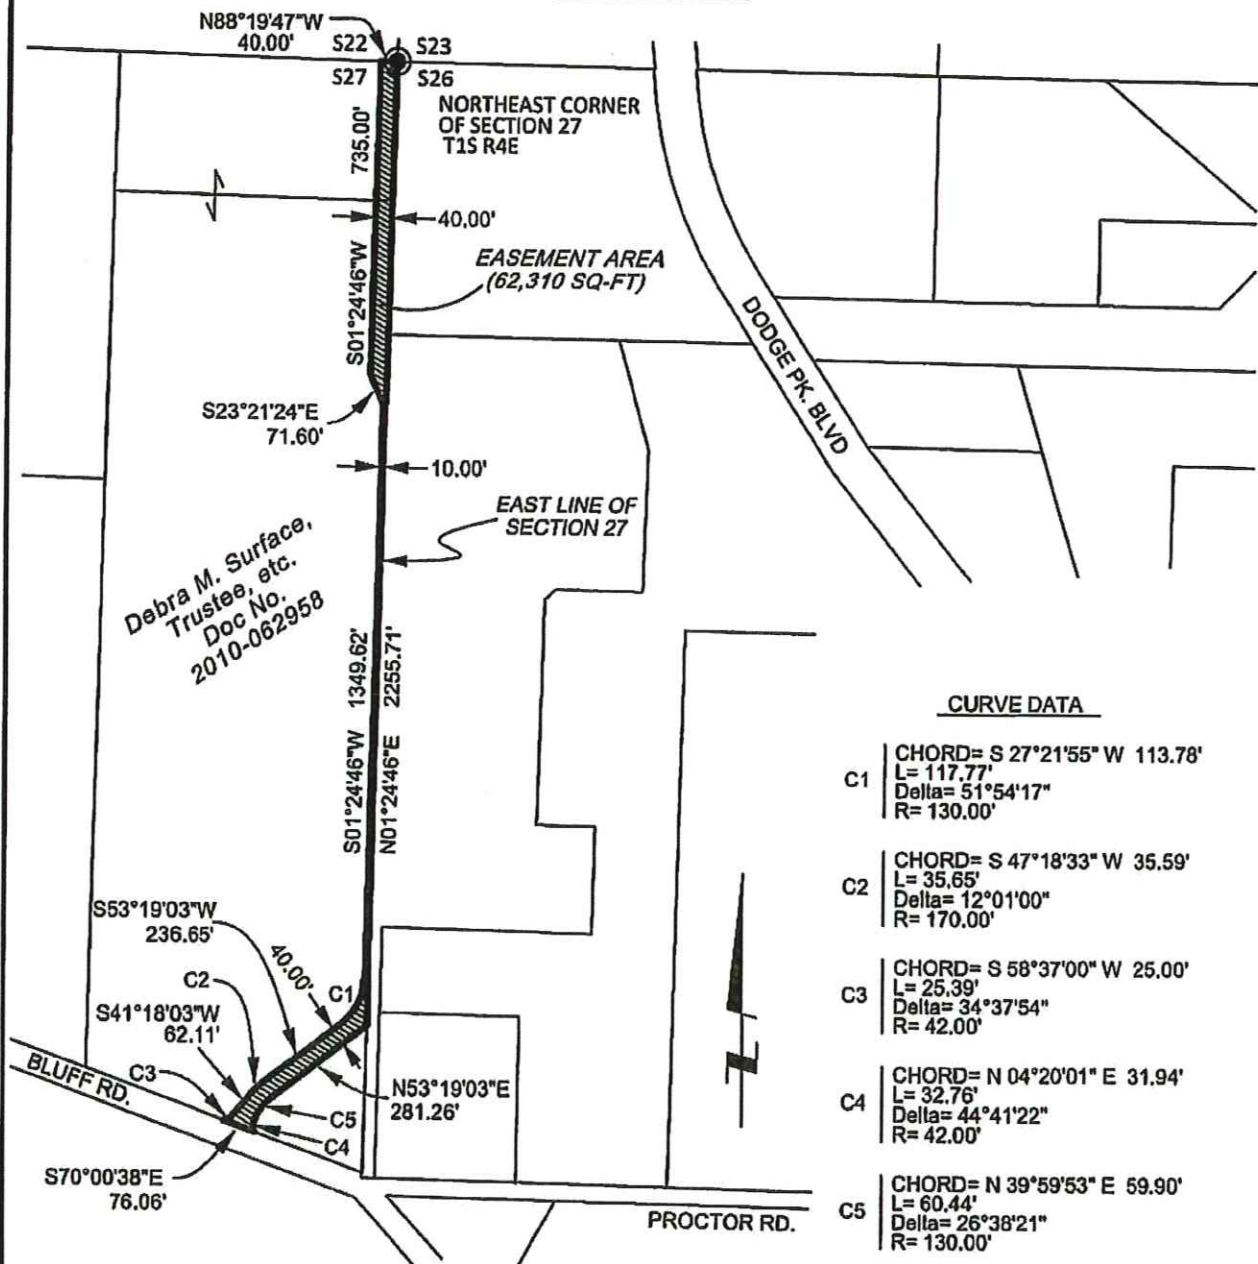 N88°19'47"W
40.00'
S22
S23
S27
S26
NORTHEAST CORNER
OF SECTION 27
T1S R4E
735.00'
40.00'
S01°24'46"W
EASEMENT AREA
(62,310 SQ-FT)
DODGE PK. BLVD
S23°21'24"E
71.60'
10.00'
EAST LINE OF
SECTION 27
Debra M. Surface,
Trustee, etc.
Doc No.
2010-062958
S01°24'46"W 1349.62'
N01°24'46"E 2255.71'
S53°19'03"W
236.65'
40.00'
C1
C2
S41°18'03"W
62.11'
C3
BLUFF RD.
N53°19'03"E
281.26'
C5
C4
S70°00'38"E
76.06'
PROCTOR RD.
CURVE DATA
C1
CHORD= S 27°21'55" W 113.78'
L= 117.77'
Delta= 51°54'17"
R= 130.00'
C2
CHORD= S 47°18'33" W 35.59'
L= 35.65'
Delta= 12°01'00"
R= 170.00'
C3
CHORD= S 58°37'00" W 25.00'
L= 25.39'
Delta= 34°37'54"
R= 42.00'
C4
CHORD= N 04°20'01" E 31.94'
L= 32.76'
Delta= 44°41'22"
R= 42.00'
C5
CHORD= N 39°59'53" E 59.90'
L= 60.44'
Delta= 26°38'21"
R= 130.00'